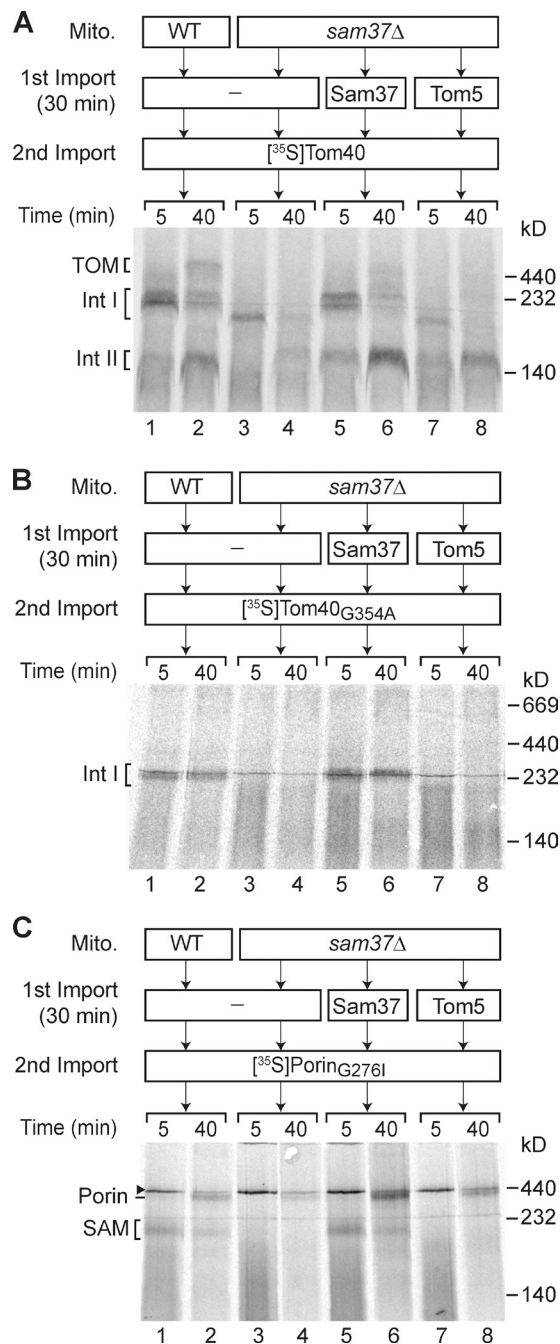 A
Mito. WT sam37Δ
1st Import (30 min) – Sam37 Tom5
2nd Import [³⁵S]Tom40
Time (min) 5 40 5 40 5 40 5 40
kD
TOM
440
Int I
232
Int II
140
1 2 3 4 5 6 7 8
B
Mito. WT sam37Δ
1st Import (30 min) – Sam37 Tom5
2nd Import [³⁵S]Tom40G354A
Time (min) 5 40 5 40 5 40 5 40
kD
669
440
Int I
232
140
1 2 3 4 5 6 7 8
C
Mito. WT sam37Δ
1st Import (30 min) – Sam37 Tom5
2nd Import [³⁵S]PorinG276I
Time (min) 5 40 5 40 5 40 5 40
kD
440
Porin
232
SAM
140
1 2 3 4 5 6 7 8